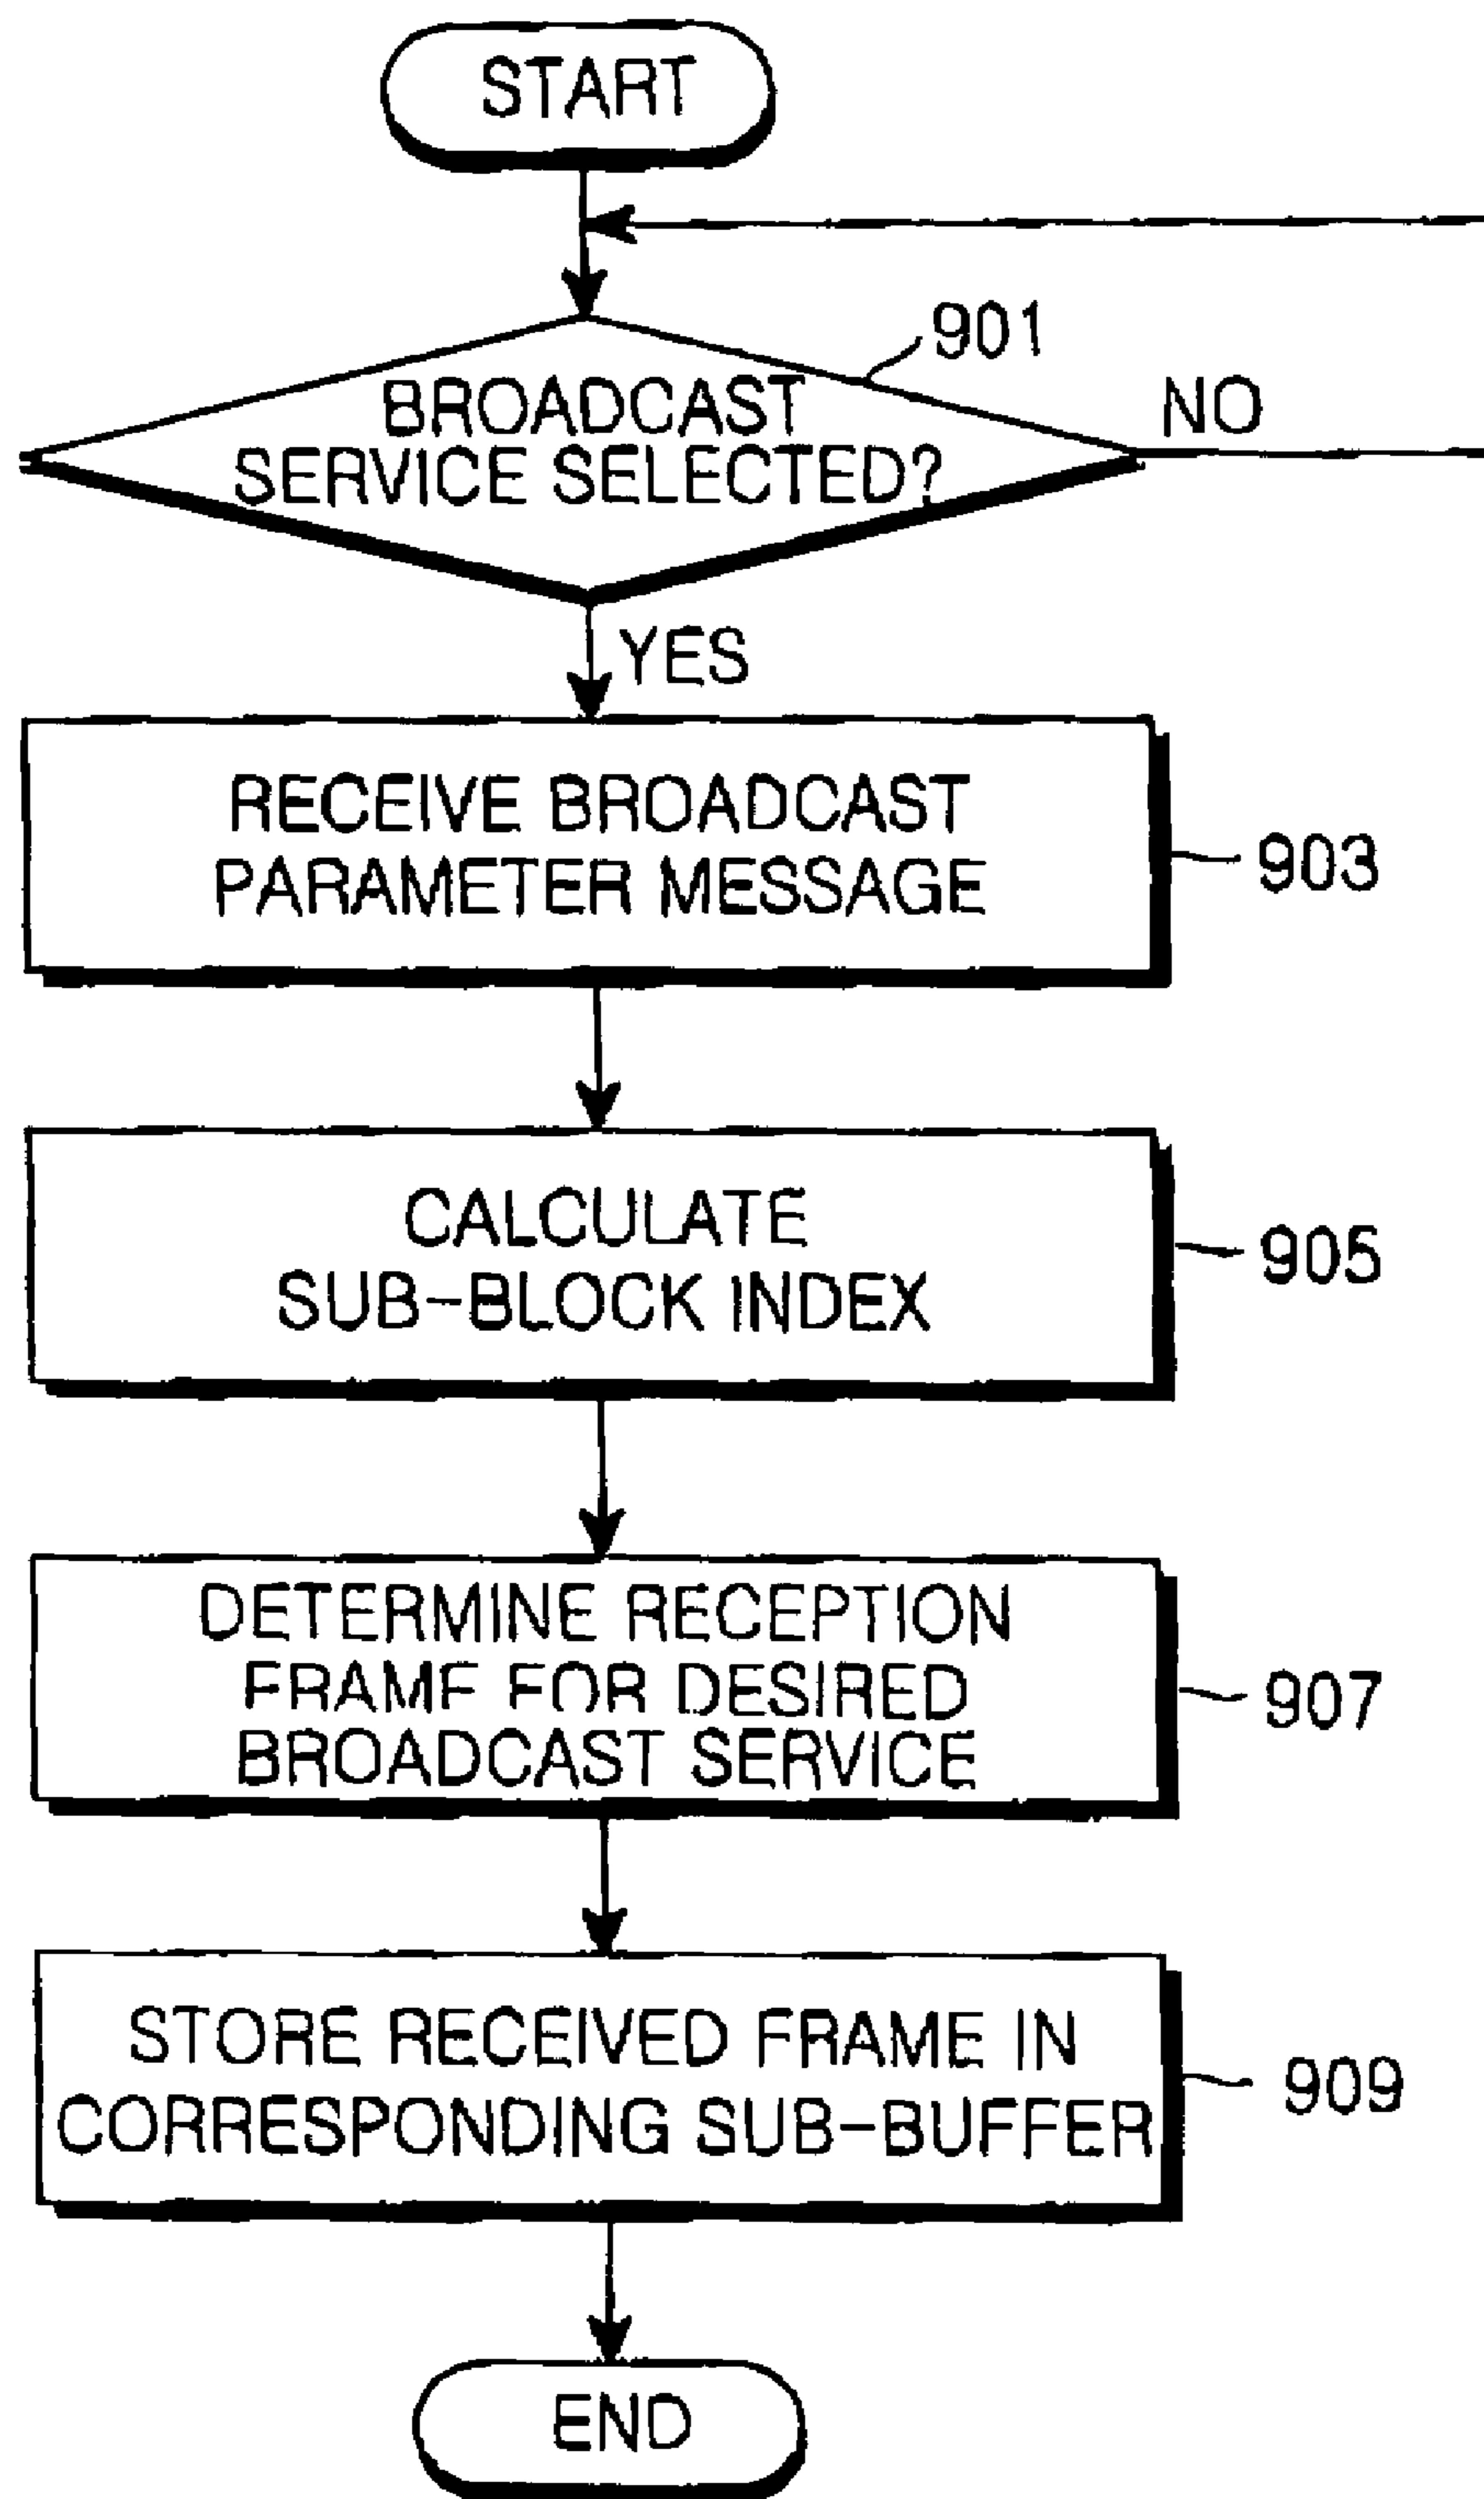 START
901
BROADCAST
SERVICE SELECTED?
NO
YES
RECEIVE BROADCAST
PARAMETER MESSAGE
903
CALCULATE
SUB-BLOCK INDEX
905
DETERMINE RECEPTION
FRAME FOR DESIRED
BROADCAST SERVICE
907
STORE RECEIVED FRAME IN
CORRESPONDING SUB-BUFFER
909
END